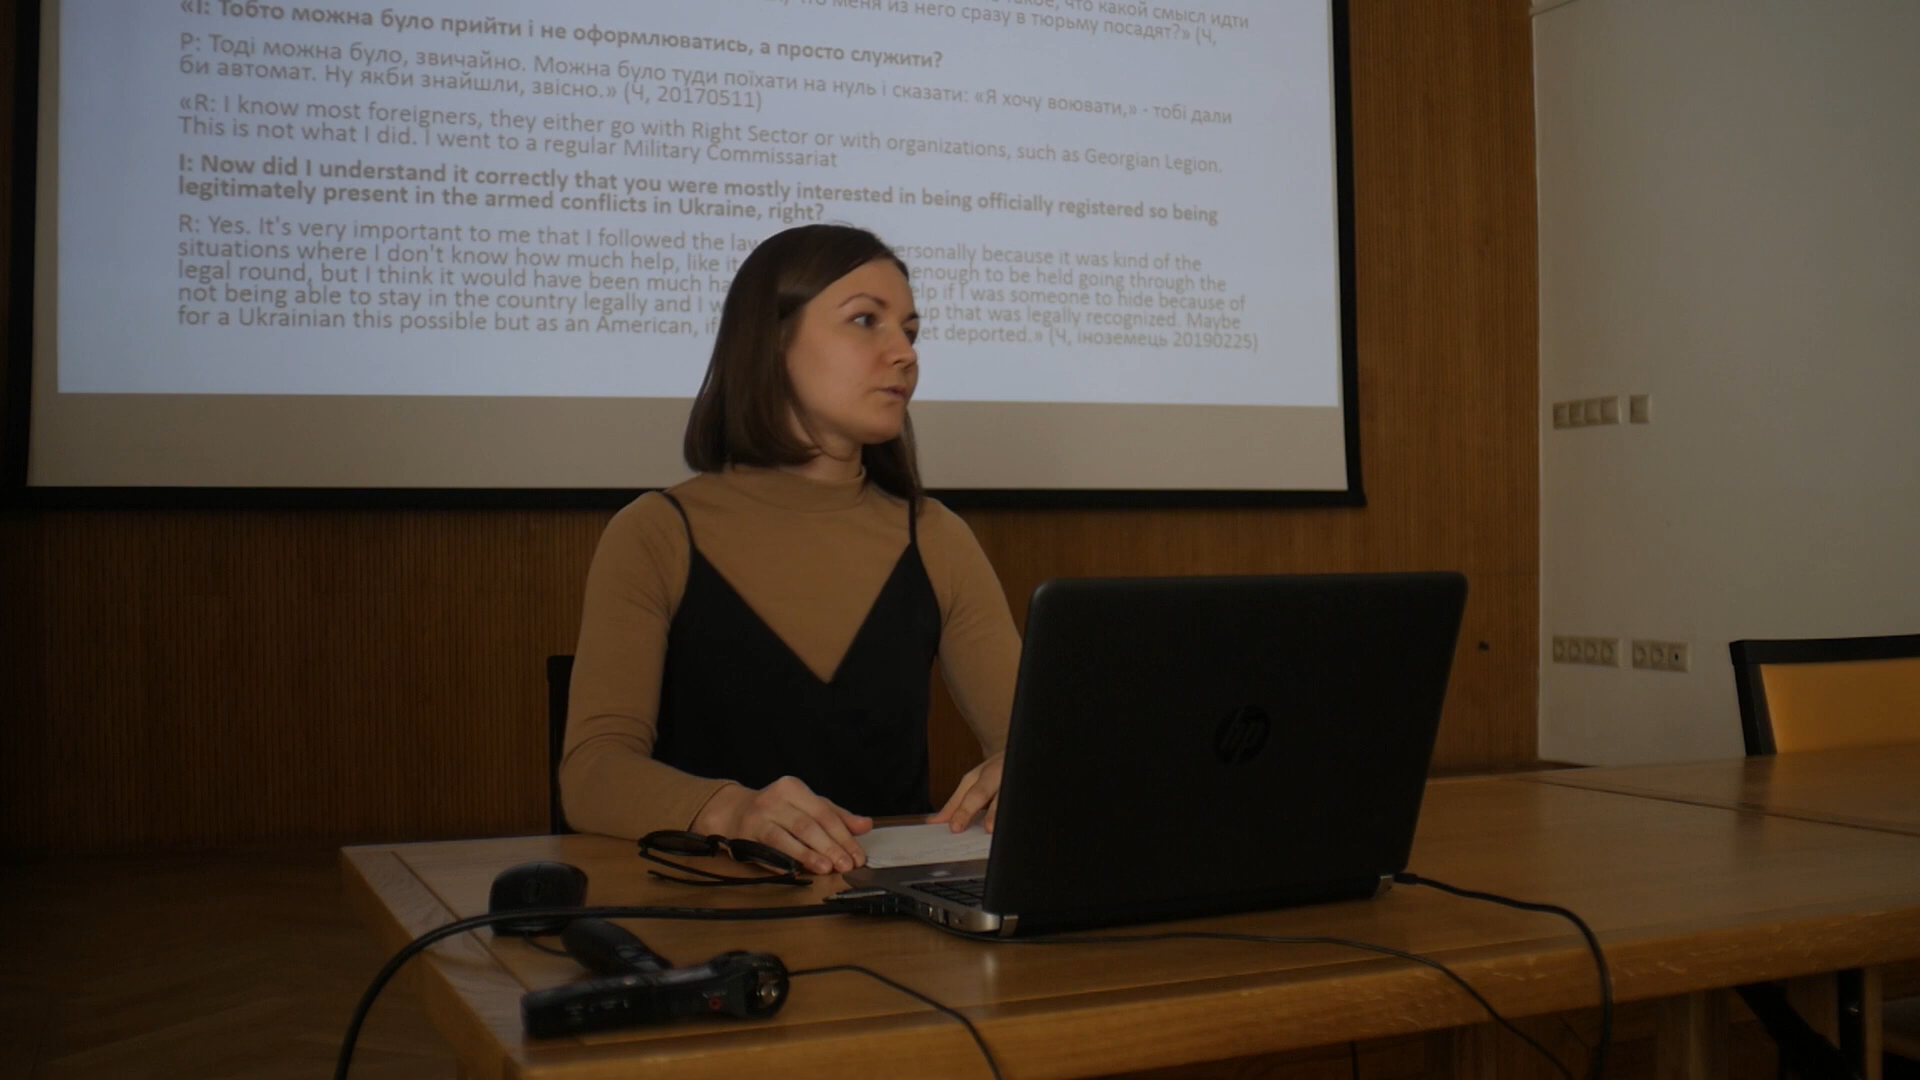 что какой смысл идти
меня из него сразу в тюрьму посадят?» (Ч,
«І: Тобто можна було прийти і не оформлюватись, а просто служити?
Р: Тоді можна було, звичайно. Можна було туди поїхати на нуль і сказати: «Я хочу воювати,» - тобі дали
би автомат. Ну якби знайшли, звісно.» (Ч, 20170511)
«R: I know most foreigners, they either go with Right Sector or with organizations, such as Georgian Legion.
This is not what I did. I went to a regular Military Commissariat
I: Now did I understand it correctly that you were mostly interested in being officially registered so being
legitimately present in the armed conflicts in Ukraine, right?
R: Yes. It's very important to me that I followed the law personally because it was kind of the
situations where I don't know how much help, like it enough to be held going through the
legal round, but I think it would have been much help if I was someone to hide because of
not being able to stay in the country legally and I up that was legally recognized. Maybe
for a Ukrainian this possible but as an American, if get deported.» (Ч, іноземець 20190225)
hp